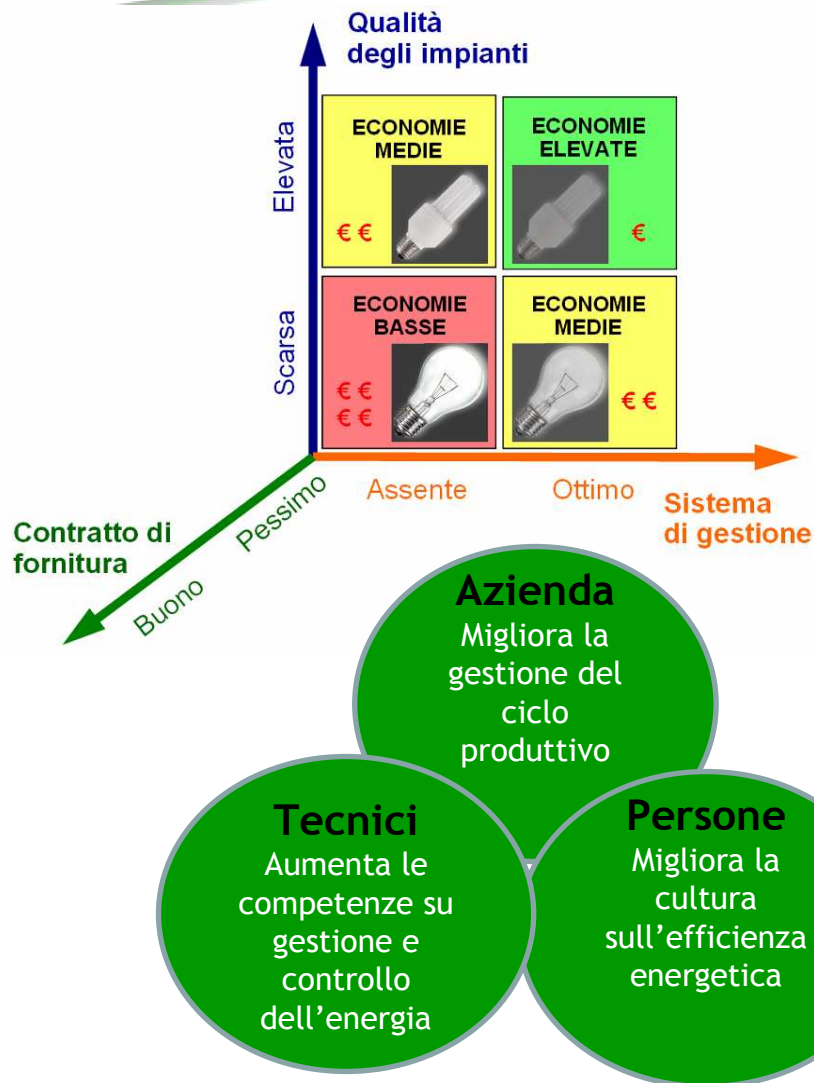 Qualità
degli impianti
Elevata
Scarsa
ECONOMIE
MEDIE
€ €
ECONOMIE
ELEVATE
€
ECONOMIE
BASSE
€ €
€ €
ECONOMIE
MEDIE
€ €
Assente
Ottimo
Sistema
di gestione
Pessimo
Buono
Contratto di
fornitura
Azienda
Migliora la
gestione del
ciclo
produttivo
Tecnici
Aumenta le
competenze su
gestione e
controllo
dell’energia
Persone
Migliora la
cultura
sull’efficienza
energetica